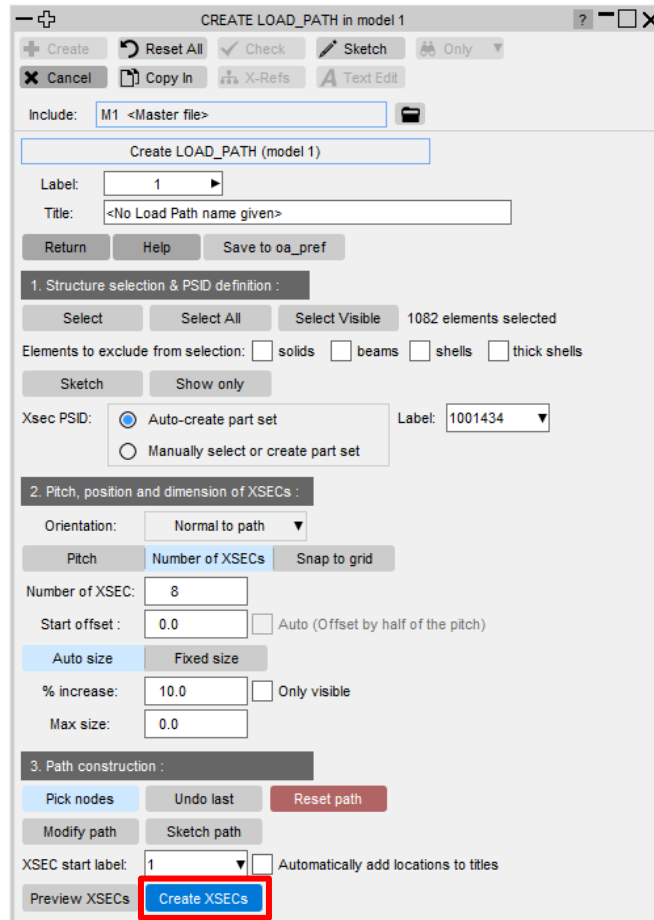 CREATE LOAD_PATH in model 1 ?
Create Reset All Check Sketch Only
Cancel Copy In X-Refs Text Edit
Include: M1 <Master file>
Create LOAD_PATH (model 1)
Label: 1
Title: <No Load Path name given>
Return Help Save to oa_pref
1. Structure selection & PSID definition :
Select Select All Select Visible 1082 elements selected
Elements to exclude from selection: solids beams shells thick shells
Sketch Show only
Xsec PSID: Auto-create part set Label: 1001434
Manually select or create part set
2. Pitch, position and dimension of XSECs :
Orientation: Normal to path
Pitch Number of XSECs Snap to grid
Number of XSEC: 8
Start offset : 0.0 Auto (Offset by half of the pitch)
Auto size Fixed size
% increase: 10.0 Only visible
Max size: 0.0
3. Path construction :
Pick nodes Undo last Reset path
Modify path Sketch path
XSEC start label: 1 Automatically add locations to titles
Preview XSECs Create XSECs